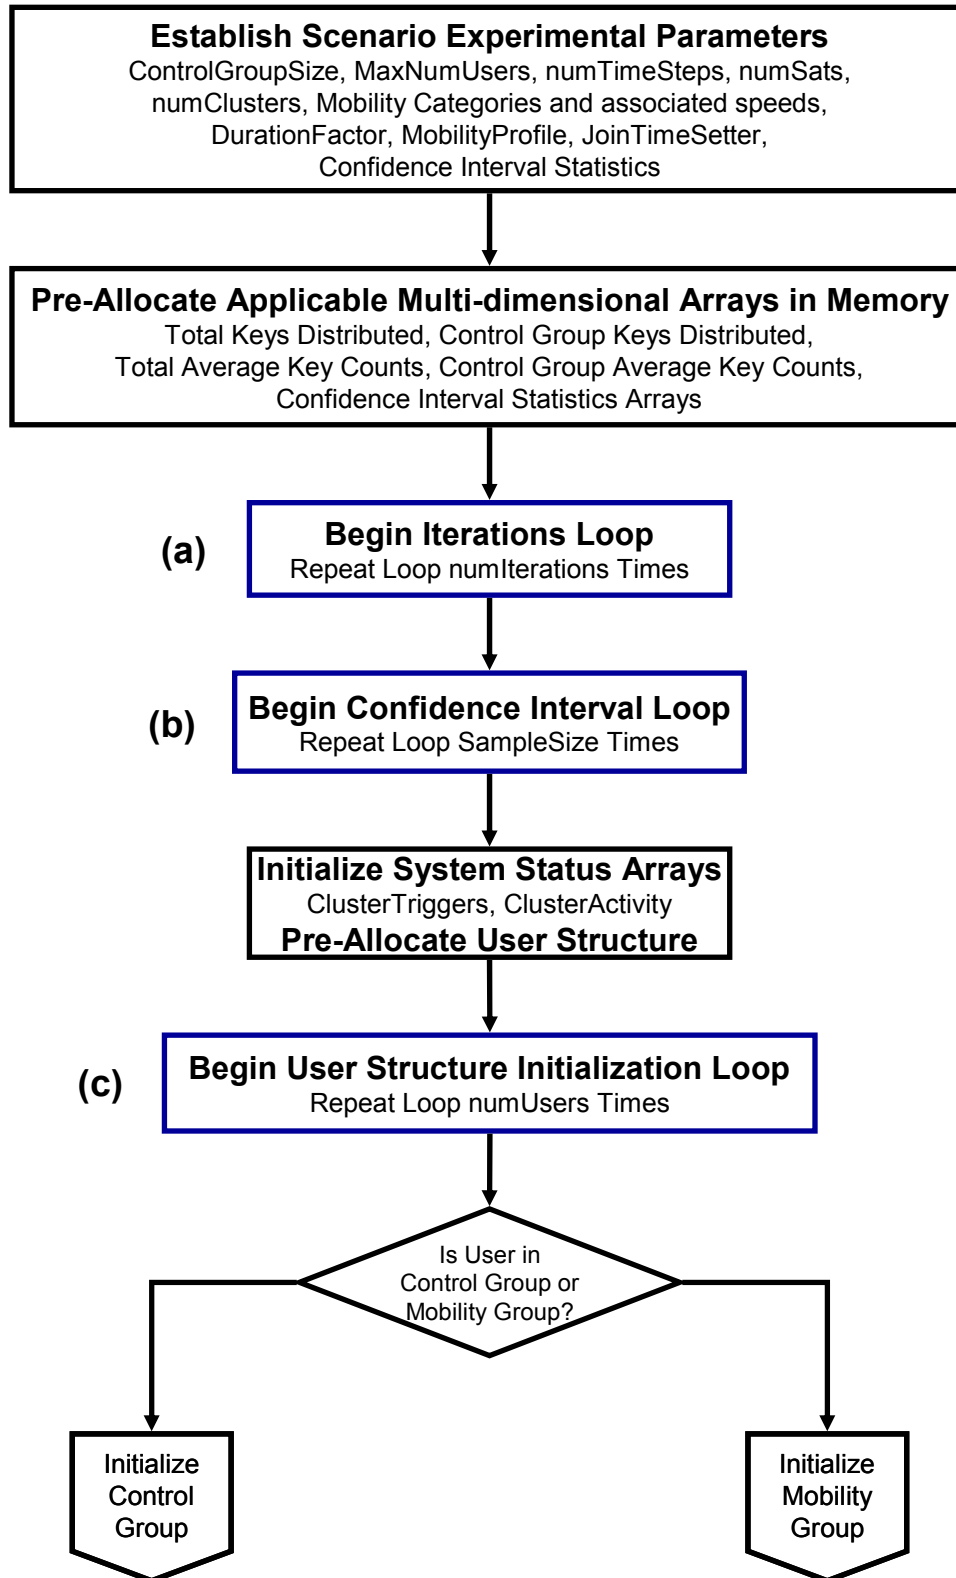 Establish Scenario Experimental Parameters
ControlGroupSize, MaxNumUsers, numTimeSteps, numSats,
numClusters, Mobility Categories and associated speeds,
DurationFactor, MobilityProfile, JoinTimeSetter,
Confidence Interval Statistics
Pre-Allocate Applicable Multi-dimensional Arrays in Memory
Total Keys Distributed, Control Group Keys Distributed,
Total Average Key Counts, Control Group Average Key Counts,
Confidence Interval Statistics Arrays
(a)
Begin Iterations Loop
Repeat Loop numIterations Times
(b)
Begin Confidence Interval Loop
Repeat Loop SampleSize Times
Initialize System Status Arrays
ClusterTriggers, ClusterActivity
Pre-Allocate User Structure
(c)
Begin User Structure Initialization Loop
Repeat Loop numUsers Times
Is User in
Control Group or
Mobility Group?
Initialize
Control
Group
Initialize
Mobility
Group